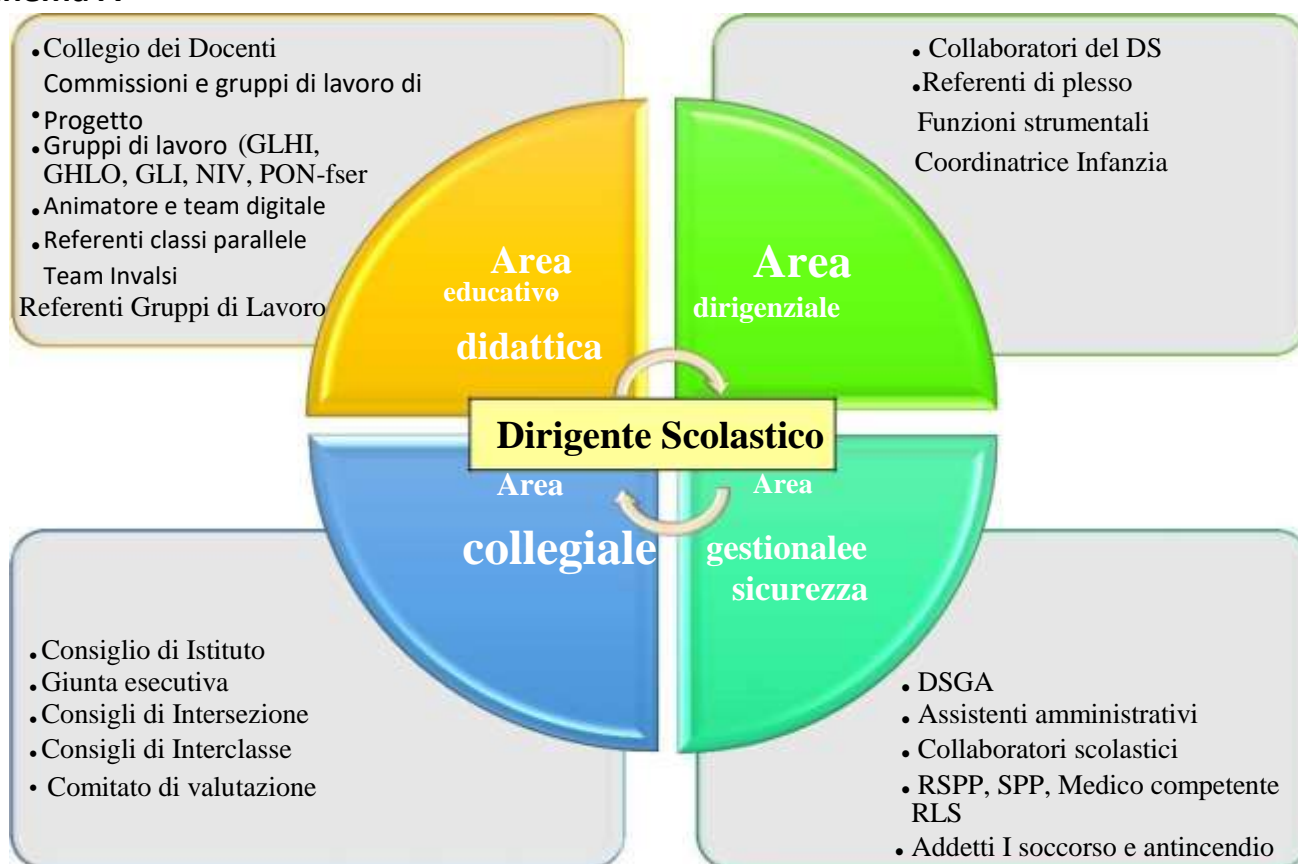 • Collegio dei Docenti
Commissioni e gruppi di lavoro di
• Progetto
• Gruppi di lavoro (GLHI,
GHLO, GLI, NIV, PON-fser
• Animatore e team digitale
• Referenti classi parallele
Team Invalsi
Referenti Gruppi di Lavoro
• Collaboratori del DS
• Referenti di plesso
Funzioni strumentali
Coordinatrice Infanzia
Area
educativo-
didattica
Area
dirigenziale
Dirigente Scolastico
Area
collegiale
Area
gestionalee
sicurezza
• Consiglio di Istituto
• Giunta esecutiva
• Consigli di Intersezione
• Consigli di Interclasse
• Comitato di valutazione
• DSGA
• Assistenti amministrativi
• Collaboratori scolastici
• RSPP, SPP, Medico competente
RLS
• Addetti I soccorso e antincendio